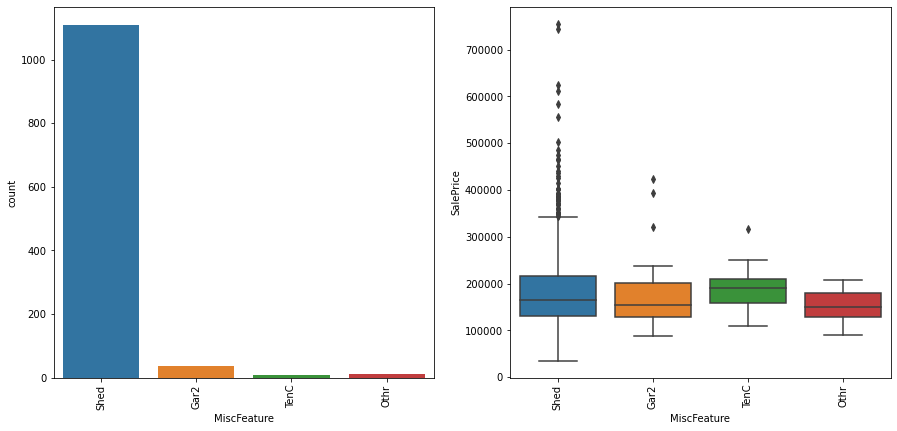 count
1000
800
600
400
200
0
Shed
Gar2
TenC
Othr
MiscFeature
SalePrice
700000
600000
500000
400000
300000
200000
100000
0
Shed
Gar2
TenC
Othr
MiscFeature